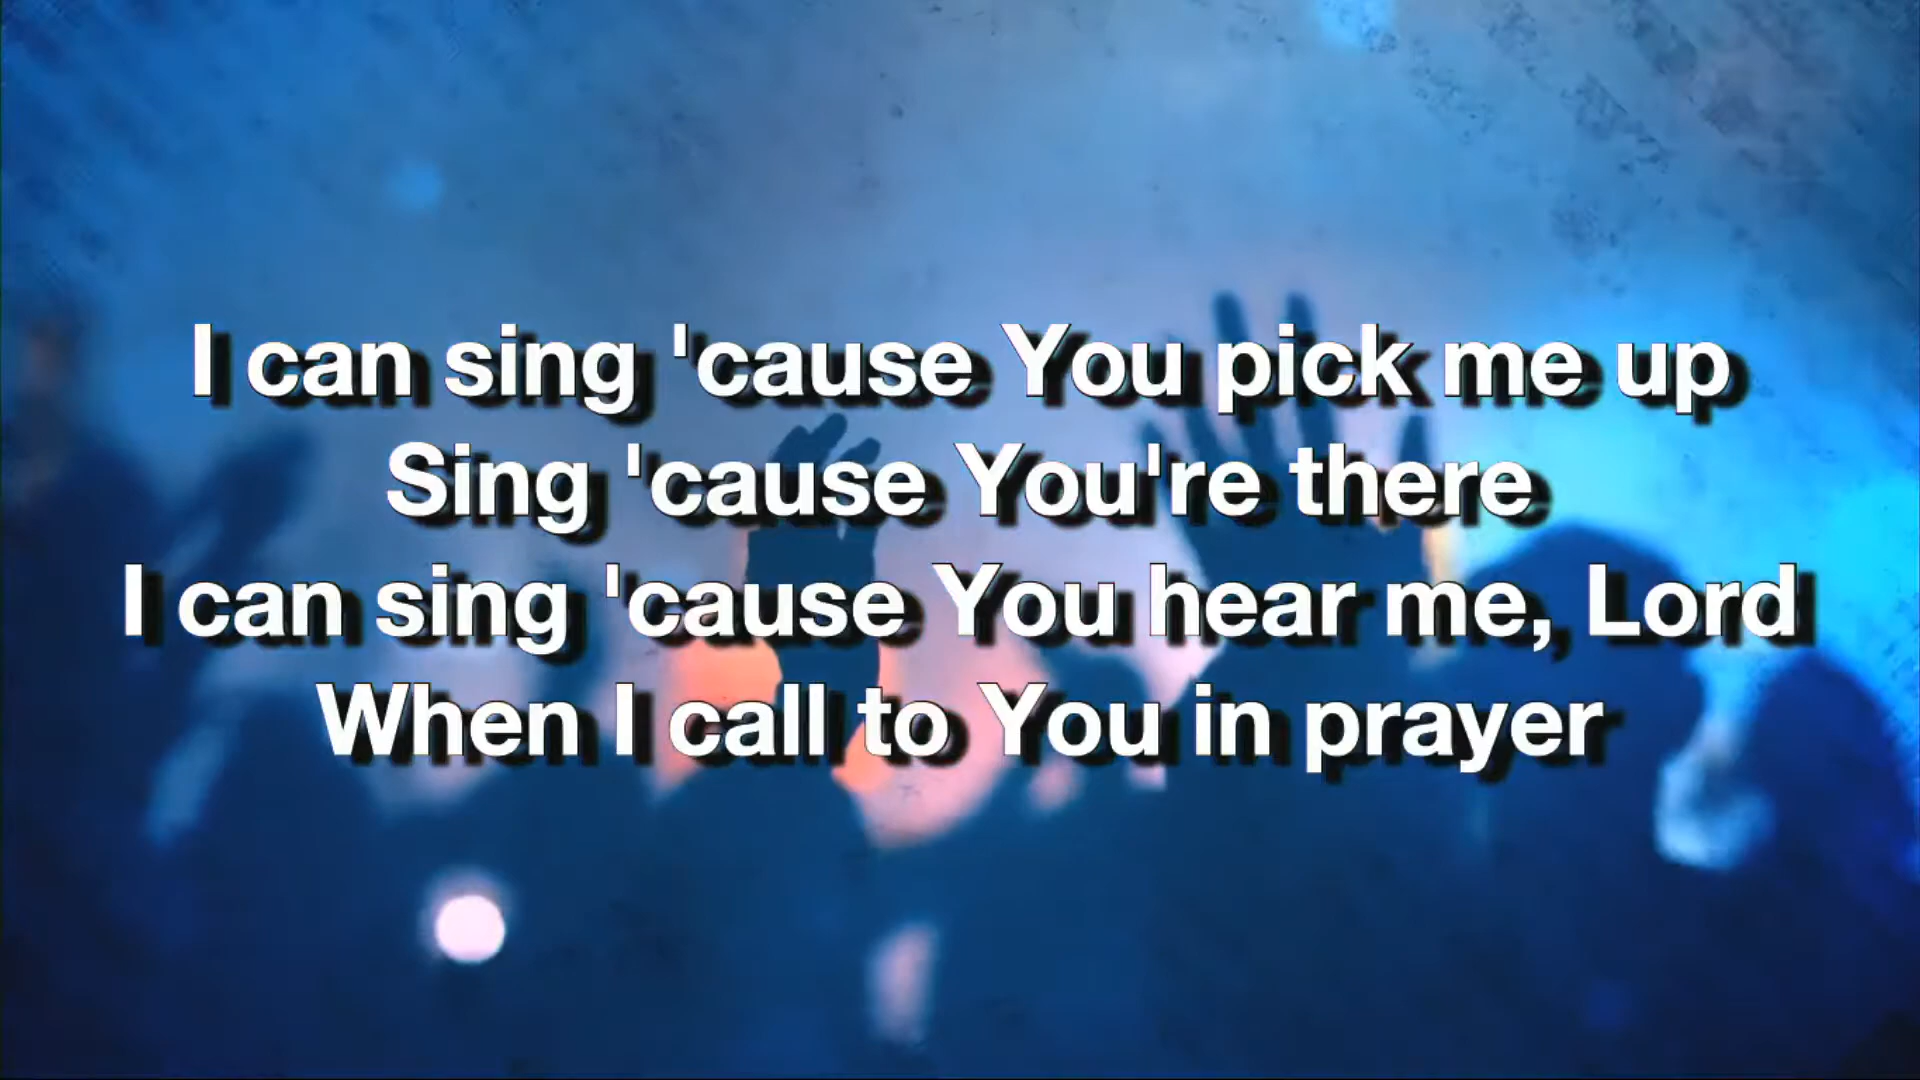 I can sing 'cause You pick me up
Sing 'cause You're there
I can sing 'cause You hear me, Lord
When I call to You in prayer